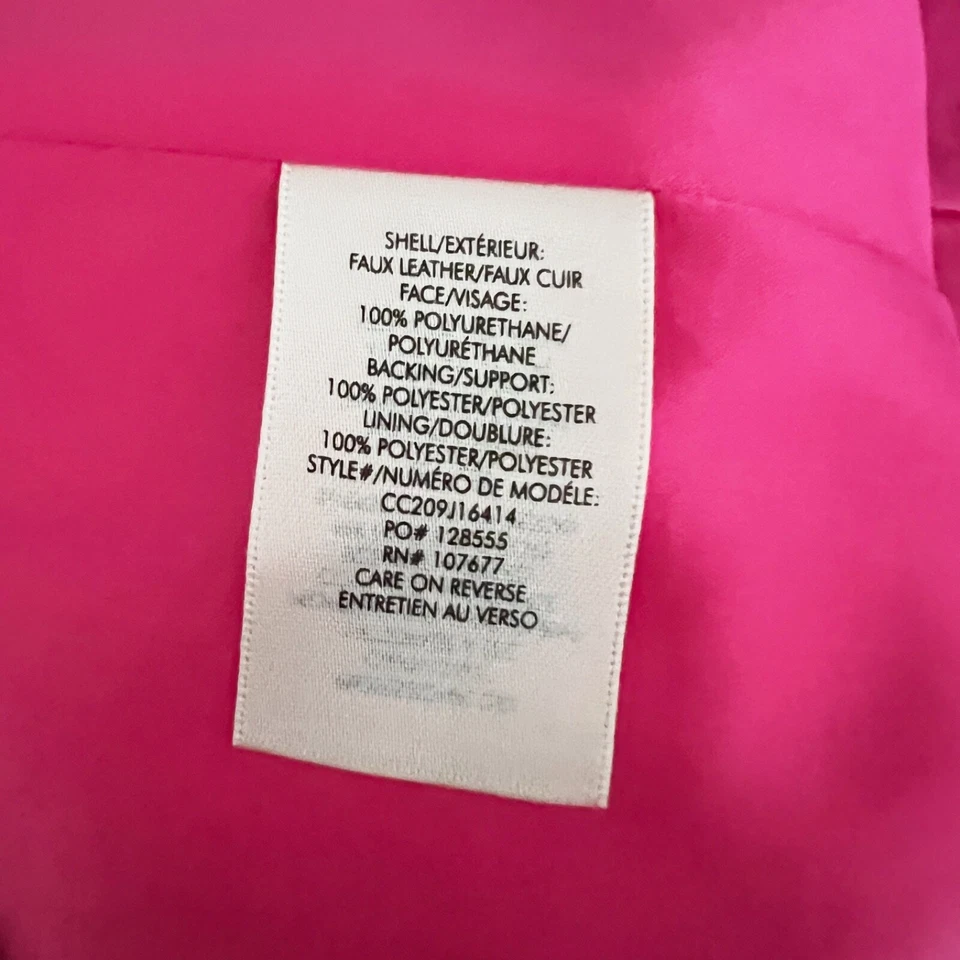 SHELL/EXTÉRIEUR:
FAUX LEATHER/FAUX CUIR
FACE/VISAGE:
100% POLYURETHANE/
POLYURÉTHANE
BACKING/SUPPORT:
100% POLYESTER/POLYESTER
LINING/DOUBLURE:
100% POLYESTER/POLYESTER
STYLE#/NUMÉRO DE MODÉLE:
CC209J16414
PO# 128555
RN# 107677
CARE ON REVERSE
ENTRETIEN AU VERSO